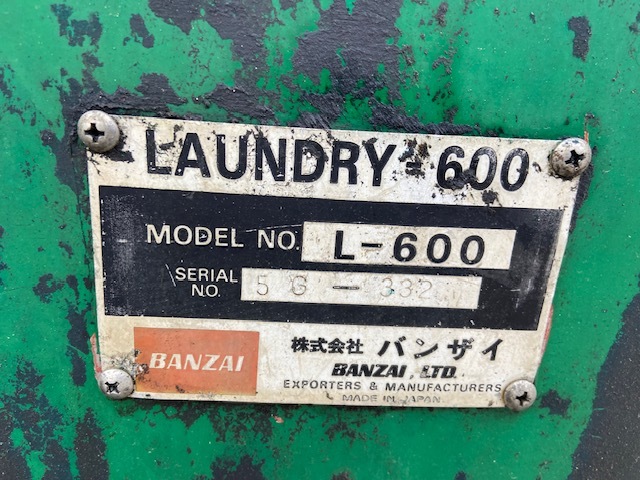 LAUNDRY-600
MODEL NO. L-600
SERIAL NO.
BANZAI
株式会社 バンザイ
BANZAI, LTD.
EXPORTERS & MANUFACTURERS
MADE IN JAPAN